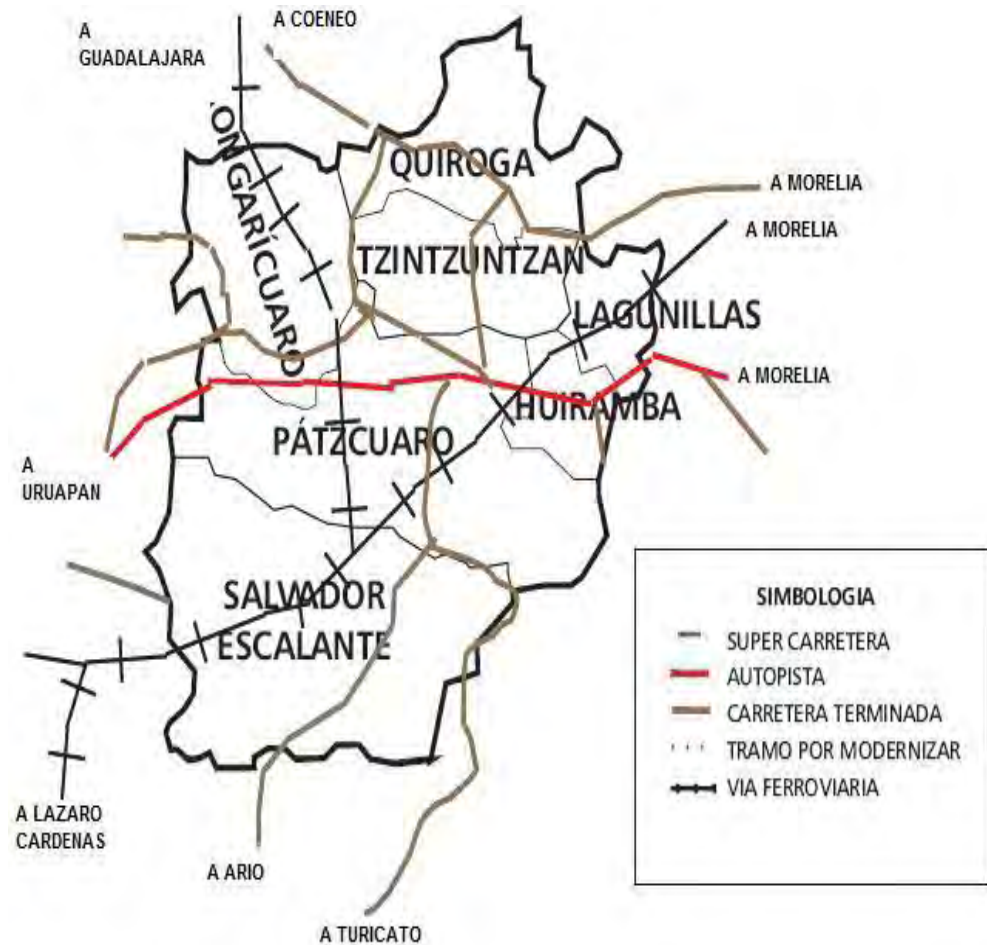 A
GUADALAJARA
A COENEO
ONGARÍCUARO
QUIROGA
A MORELIA
TZINTZUNTZAN
A MORELIA
LAGUNILLAS
A MORELIA
HUIRAMBA
PÁTZCUARO
A
URUAPAN
SALVADOR
ESCALANTE
A LAZARO
CARDENAS
A ARIO
A TURICATO
SIMBOLOGIA
SUPER CARRETERA
AUTOPISTA
CARRETERA TERMINADA
TRAMO POR MODERNIZAR
VIA FERROVIARIA